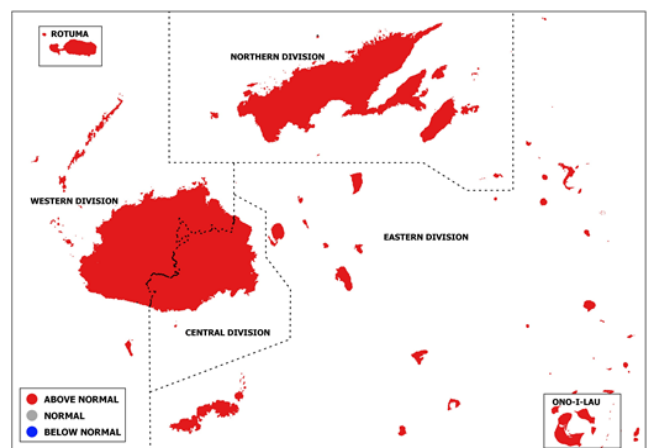 ROTUMA
NORTHERN DIVISION
WESTERN DIVISION
EASTERN DIVISION
CENTRAL DIVISION
ABOVE NORMAL
NORMAL
BELOW NORMAL
ONO-I-LAU